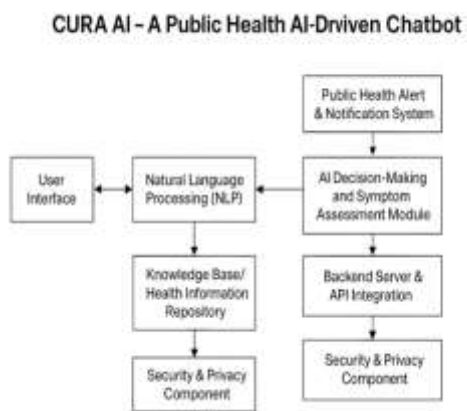 CURA AI – A Public Health AI-Drviven Chatbot
Public Health Alert
& Notification System
User
Interface
Natural Language
Processing (NLP)
AI Decision-Making
and Symptom
Assessment Module
Knowledge Base/
Health Information
Repository
Backend Server &
API Integration
Security & Privacy
Component
Security & Privacy
Component